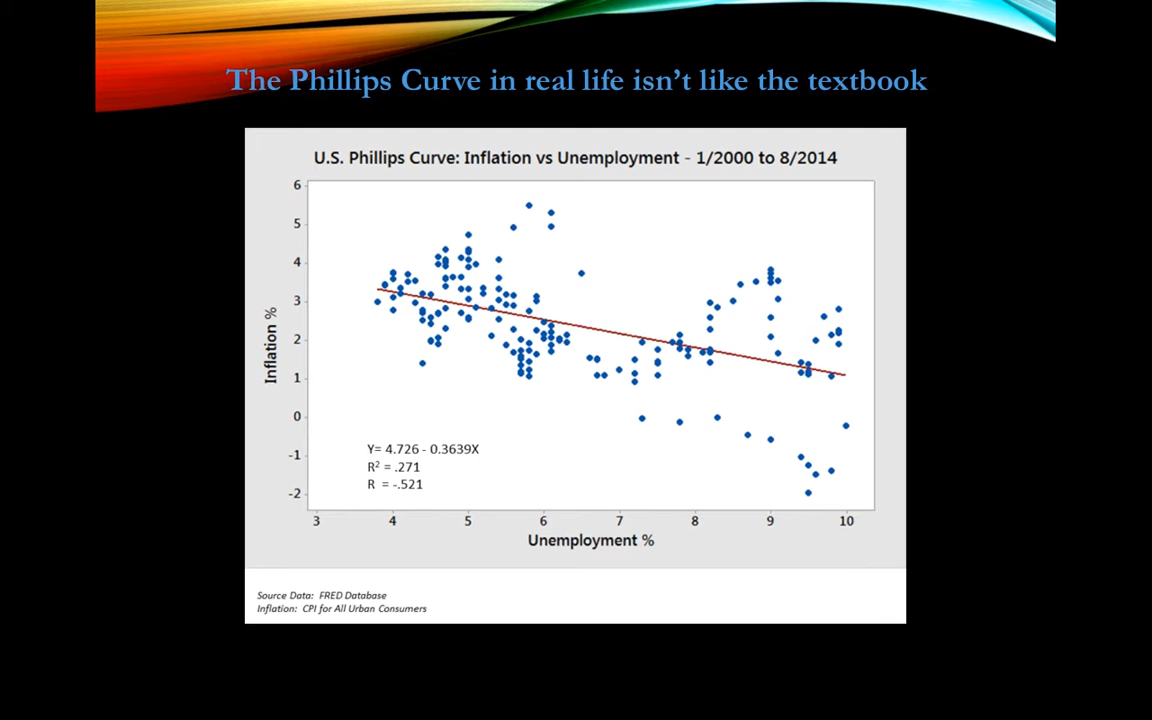 The Phillips Curve in real life isn't like the textbook
U.S. Phillips Curve: Inflation vs Unemployment - 1/2000 to 8/2014
6
5
4
3
2
1
0
-1
-2
Inflation %
Y= 4.726 - 0.3639X
R² = .271
R = -.521
3 4 5 6 7 8 9 10
Unemployment %
Source Data: FRED Database
Inflation: CPI for All Urban Consumers